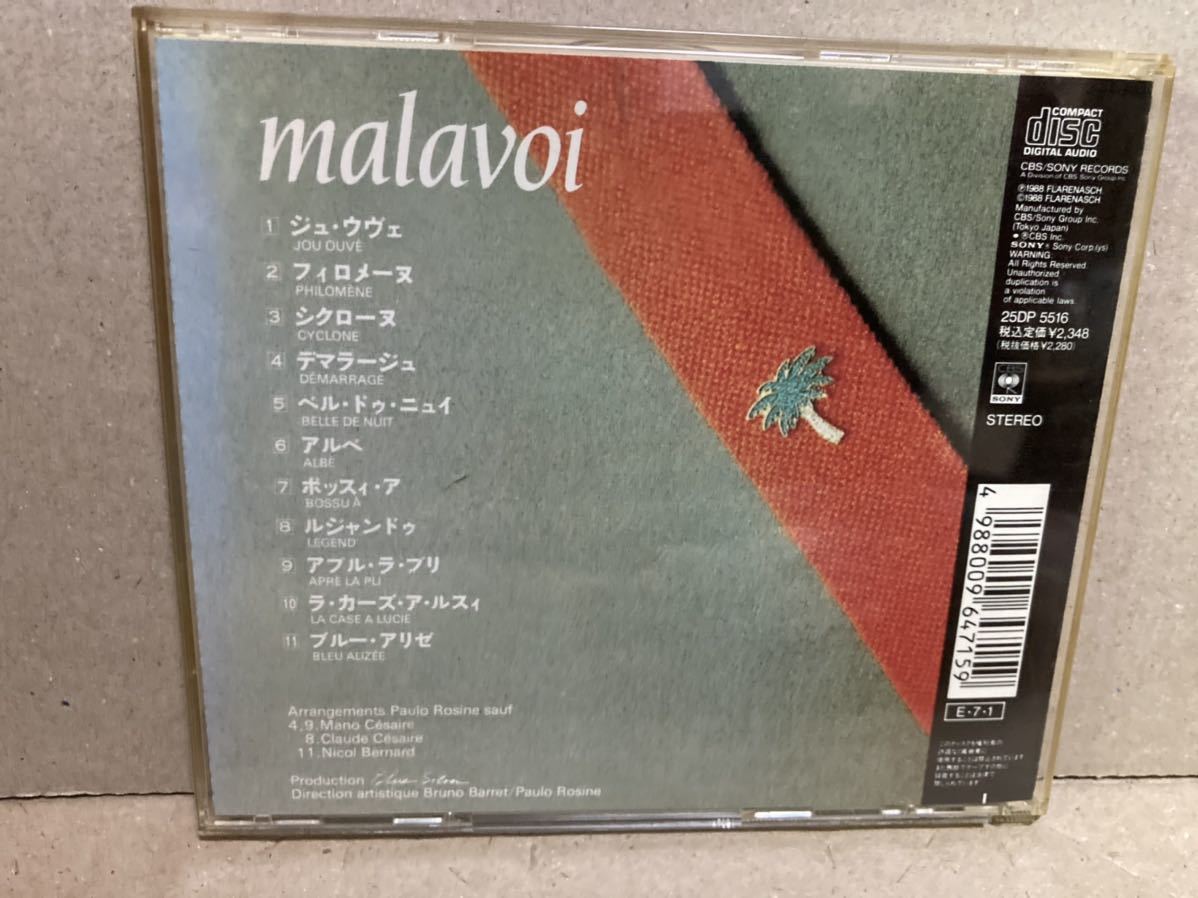 malavoi
1 ジュ・ウヴェ
JOU OUVÈ
2 フィロメーヌ
PHILOMÈNE
3 シクローヌ
CYCLONE
4 デマラージュ
DÉMARRAGE
5 ベル・ドゥ・ニュイ
BELLE DE NUIT
6 アルベ
ALBÈ
7 ボッスィ・ア
BOSSU À
8 ルジャンドゥ
LEGEND
9 アプル・ラ・プリ
APRÈ LA PLI
10 ラ・カーズ・ア・ルスィ
LA CASE A LUCIE
11 ブルー・アリゼ
BLEU ALIZÉE
Arrangements Paulo Rosine sauf
4,9.Mano Césaire
8.Claude Césaire
11.Nicol Bernard
Production
Direction artistique Bruno Barret/Paulo Rosine
COMPACT
disc
DIGITAL AUDIO
CBS/SONY RECORDS
A Division of CBS Sony Group Inc.
Ⓟ1988 FLARENASCH
©1988 FLARENASCH
Manufactured by
CBS/Sony Group Inc.
(Tokyo Japan)
● ®CBS Inc.
SONY® Sony Corp.(ys)
WARNING:
All Rights Reserved.
Unauthorized
duplication is
a violation
of applicable laws.
25DP 5516
税込定価¥2,348
(税抜価格¥2,280)
CBS
SONY
STEREO
4 988009 647159
E・7・1